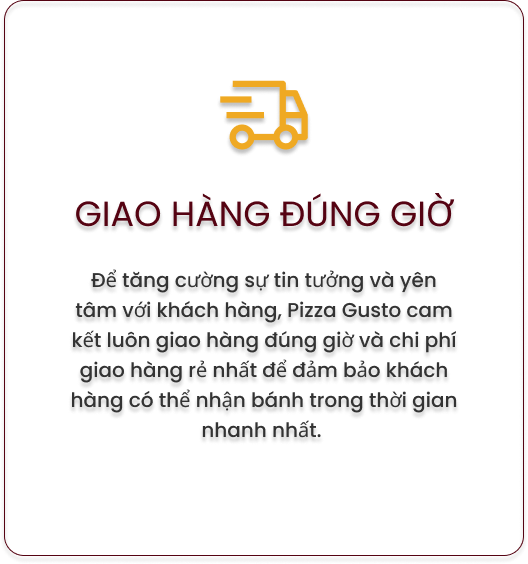 GIAO HÀNG ĐÚNG GIỜ
Để tăng cường sự tin tưởng và yên
tâm với khách hàng, Pizza Gusto cam
kết luôn giao hàng đúng giờ và chi phí
giao hàng rẻ nhất để đảm bảo khách
hàng có thể nhận bánh trong thời gian
nhanh nhất.